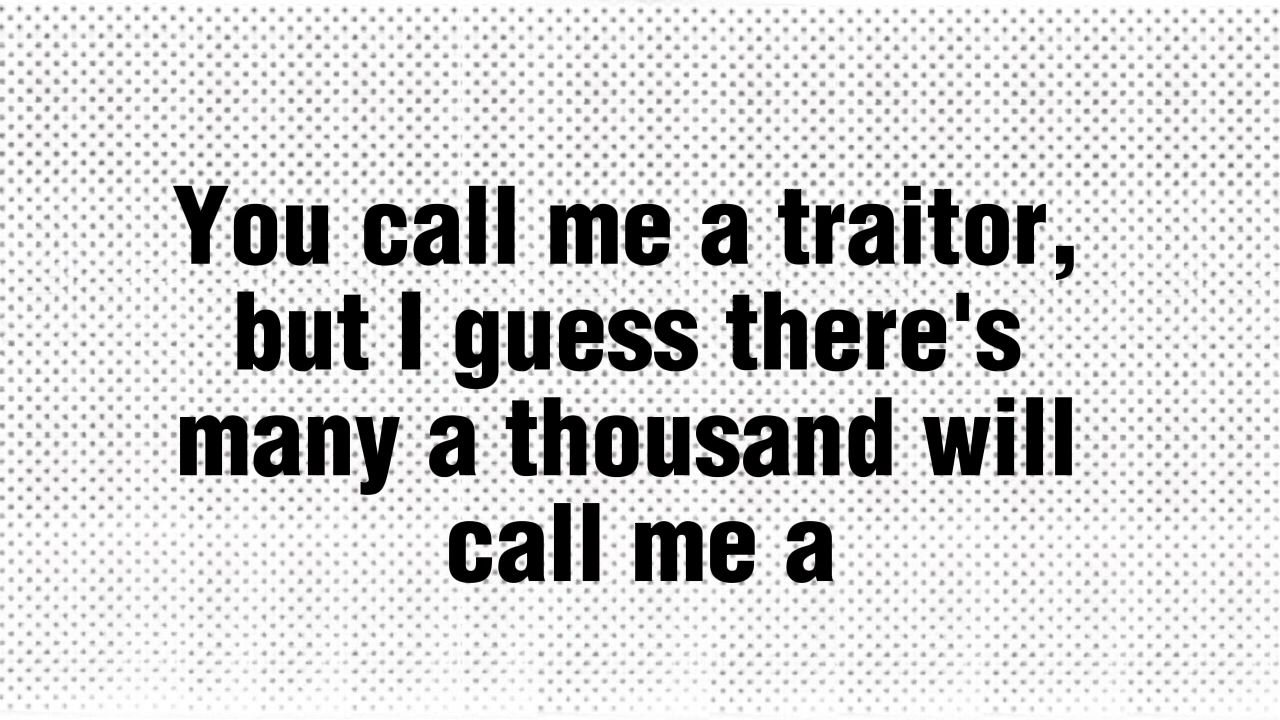 You call me a traitor,
but I guess there's
many a thousand will
call me a